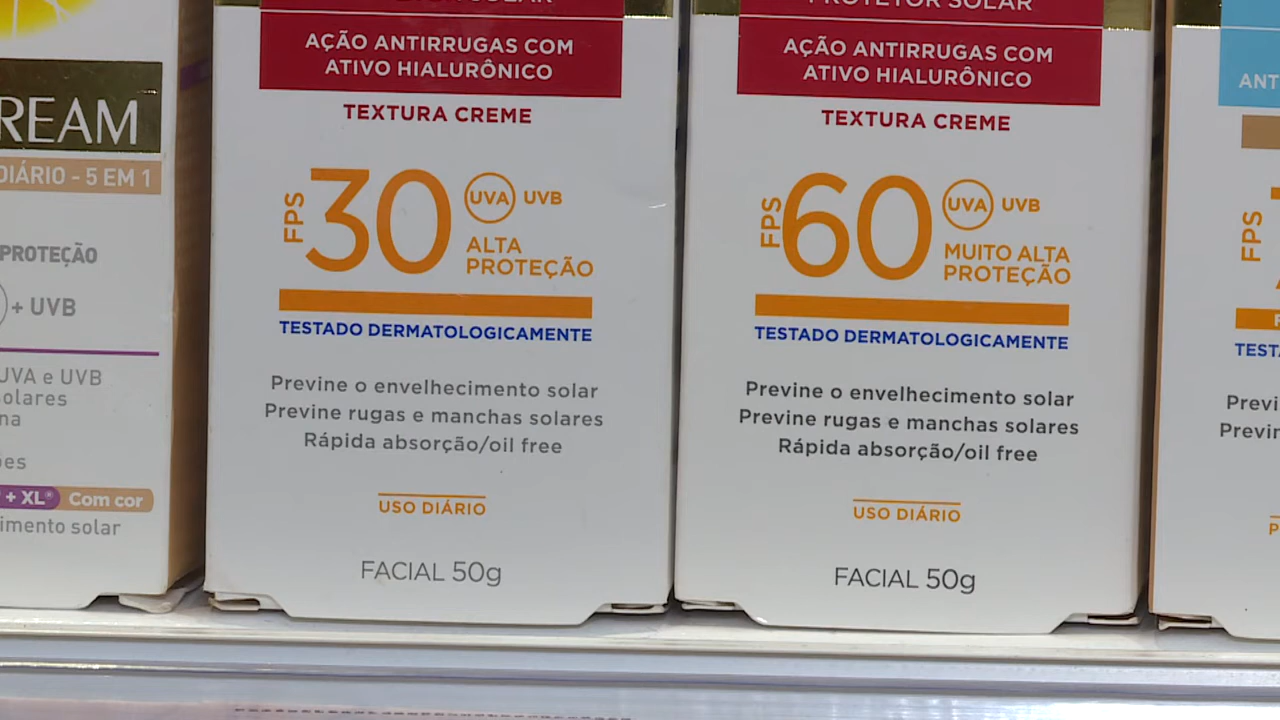 REAM
DIÁRIO - 5 EM 1
PROTEÇÃO
+ UVB
UVA e UVB
solares
+ XL®
Com cor
imento solar
AÇÃO ANTIRRUGAS COM
ATIVO HIALURÔNICO
TEXTURA CREME
FPS 30 UVA UVB
ALTA
PROTEÇÃO
TESTADO DERMATOLOGICAMENTE
Previne o envelhecimento solar
Previne rugas e manchas solares
Rápida absorção/oil free
USO DIÁRIO
FACIAL 50g
PROTETOR SOLAR
AÇÃO ANTIRRUGAS COM
ATIVO HIALURÔNICO
TEXTURA CREME
FPS 60 UVA UVB
MUITO ALTA
PROTEÇÃO
TESTADO DERMATOLOGICAMENTE
Previne o envelhecimento solar
Previne rugas e manchas solares
Rápida absorção/oil free
USO DIÁRIO
FACIAL 50g
ANT
FPS
TESTA
Previ
Previn